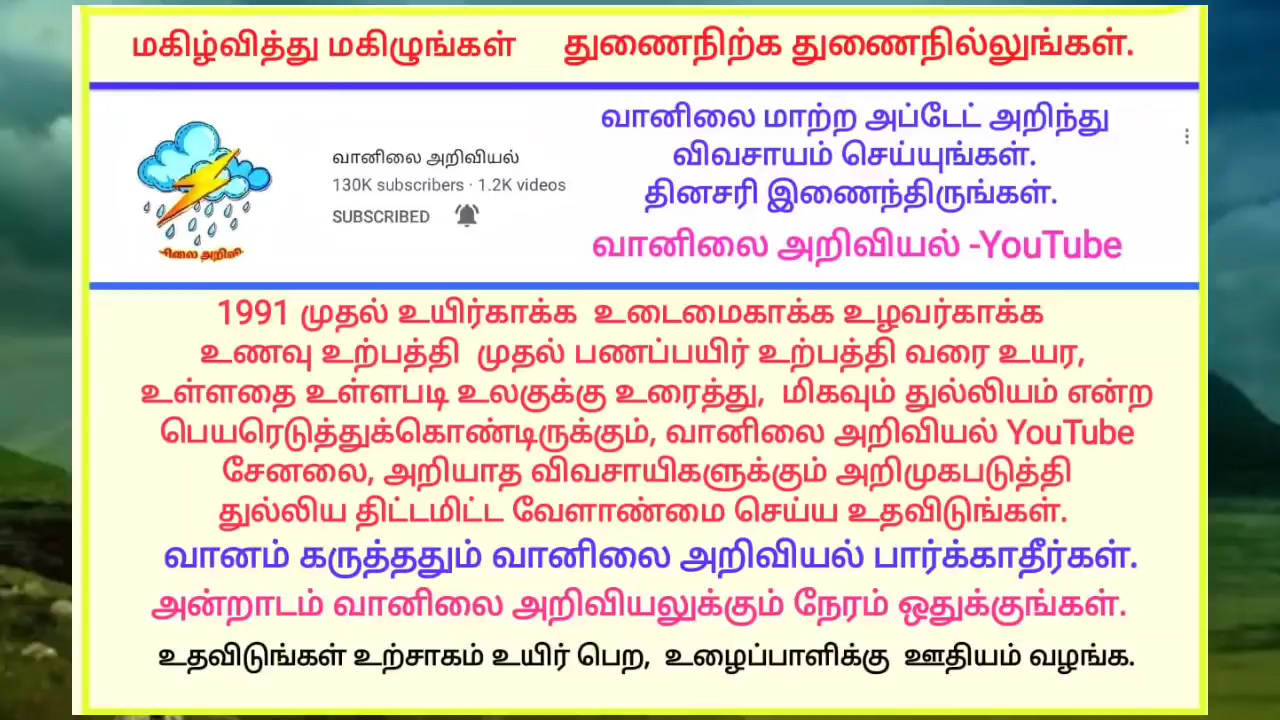 மகிழ்வித்து மகிழுங்கள் துணைநிற்க துணைநில்லுங்கள்.
வானிலை மாற்ற அப்டேட் அறிந்து
விவசாயம் செய்யுங்கள்.
தினசரி இணைந்திருங்கள்.
வானிலை அறிவியல் -YouTube
வானிலை அறிவியல்
130K subscribers · 1.2K videos
SUBSCRIBED
1991 முதல் உயிர்காக்க உடைமைகாக்க உழவர்காக்க
உணவு உற்பத்தி முதல் பணப்பயிர் உற்பத்தி வரை உயர,
உள்ளதை உள்ளபடி உலகுக்கு உரைத்து, மிகவும் துல்லியம் என்ற
பெயரெடுத்துக்கொண்டிருக்கும், வானிலை அறிவியல் YouTube
சேனலை, அறியாத விவசாயிகளுக்கும் அறிமுகபடுத்தி
துல்லிய திட்டமிட்ட வேளாண்மை செய்ய உதவிடுங்கள்.
வானம் கருத்ததும் வானிலை அறிவியல் பார்க்காதீர்கள்.
அன்றாடம் வானிலை அறிவியலுக்கும் நேரம் ஒதுக்குங்கள்.
உதவிடுங்கள் உற்சாகம் உயிர் பெற, உழைப்பாளிக்கு ஊதியம் வழங்க.